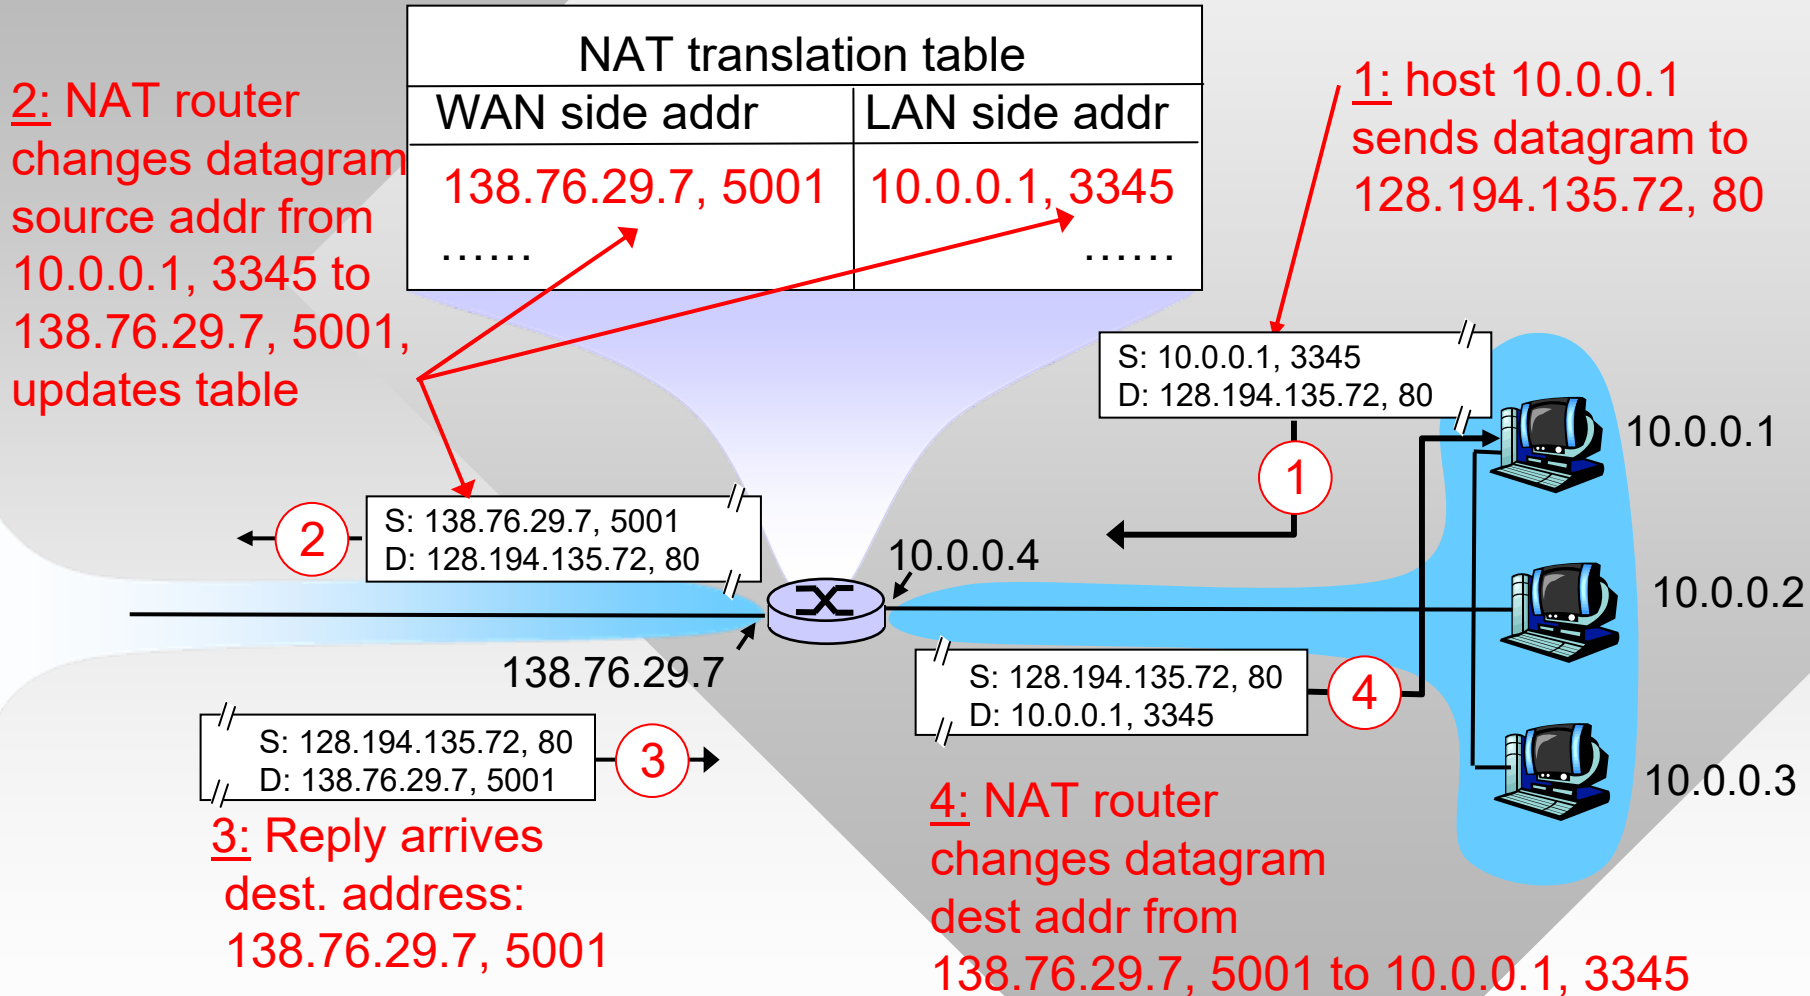 NAT translation table
WAN side addr
LAN side addr
138.76.29.7, 5001
10.0.0.1, 3345
......
......
1: host 10.0.0.1
sends datagram to
128.194.135.72, 80
2: NAT router
changes datagram
source addr from
10.0.0.1, 3345 to
138.76.29.7, 5001,
updates table
S: 10.0.0.1, 3345
D: 128.194.135.72, 80
1
10.0.0.1
2
S: 138.76.29.7, 5001
D: 128.194.135.72, 80
10.0.0.4
10.0.0.2
138.76.29.7
S: 128.194.135.72, 80
D: 10.0.0.1, 3345
4
S: 128.194.135.72, 80
D: 138.76.29.7, 5001
3
10.0.0.3
3: Reply arrives
dest. address:
138.76.29.7, 5001
4: NAT router
changes datagram
dest addr from
138.76.29.7, 5001 to 10.0.0.1, 3345